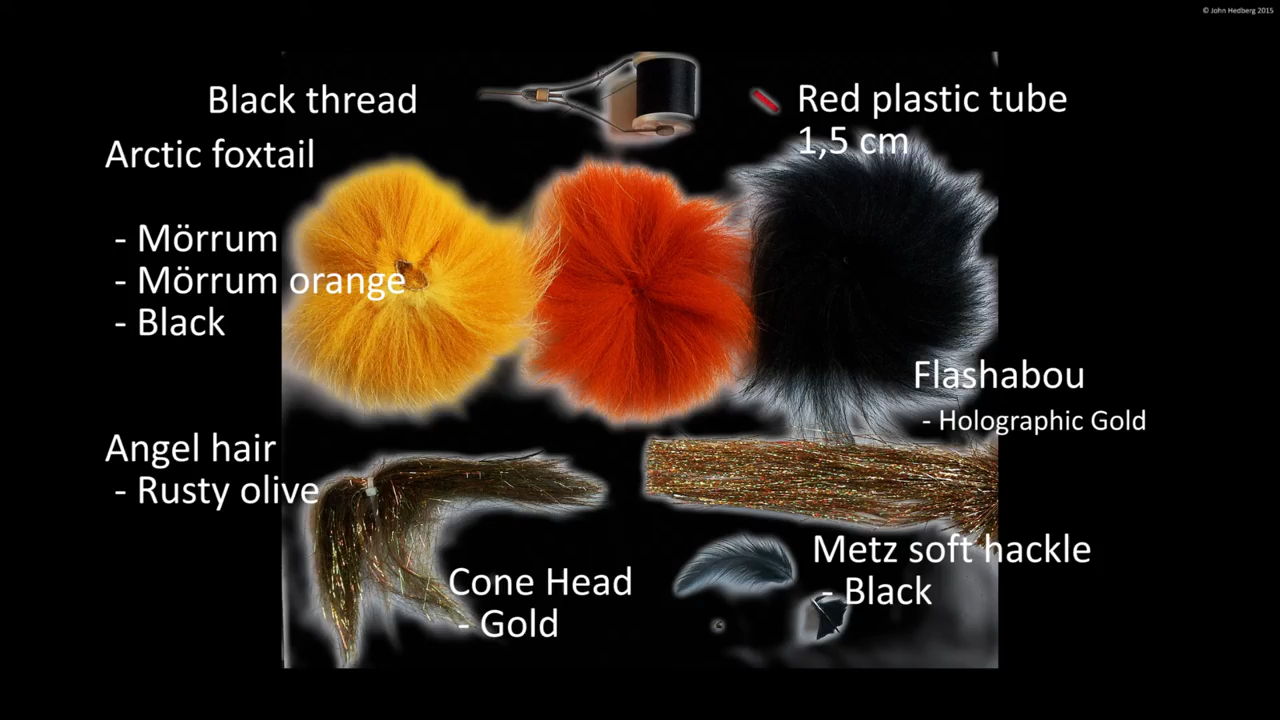 © John Hedberg 2015
Black thread
Red plastic tube
1,5 cm
Arctic foxtail
- Mörrum
- Mörrum orange
- Black
Flashabou
- Holographic Gold
Angel hair
- Rusty olive
Metz soft hackle
- Black
Cone Head
- Gold